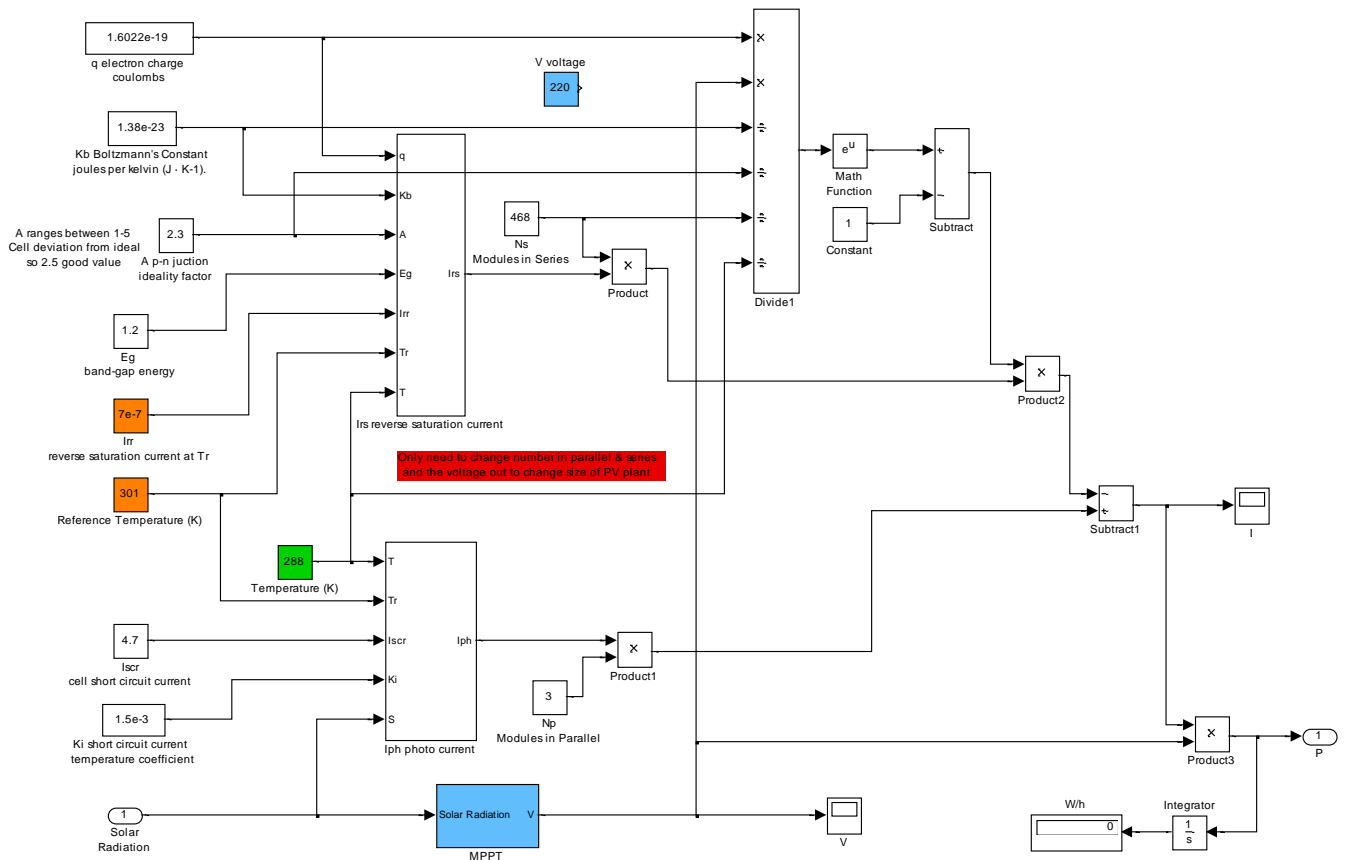 1.6022e-19
q electron charge
coulombs
V voltage
220
1.38e-23
Kb Boltzmann's Constant
joules per kelvin (J · K-1).
A ranges between 1-5
Cell deviation from ideal
so 2.5 good value
2.3
A p-n juction
ideality factor
1.2
Eg
band-gap energy
7e-7
Irr
reverse saturation current at Tr
301
Reference Temperature (K)
q
Kb
A
Eg
Irr
Tr
T
Irs
Irs reverse saturation current
468
Ns
Modules in Series
×
Product
×
×
÷
÷
÷
÷
Divide1
e^u
Math
Function
1
Constant
+
−
Subtract
×
Product2
Only need to change number in parallel & series
and the voltage out to change size of PV plant
288
Temperature (K)
4.7
Iscr
cell short circuit current
1.5e-3
Ki short circuit current
temperature coefficient
T
Tr
Iscr
Ki
S
Iph
Iph photo current
×
Product1
3
Np
Modules in Parallel
−
+
Subtract1
I
×
Product3
1
P
1
Solar
Radiation
Solar Radiation V
MPPT
V
W/h
0
Integrator
1
s